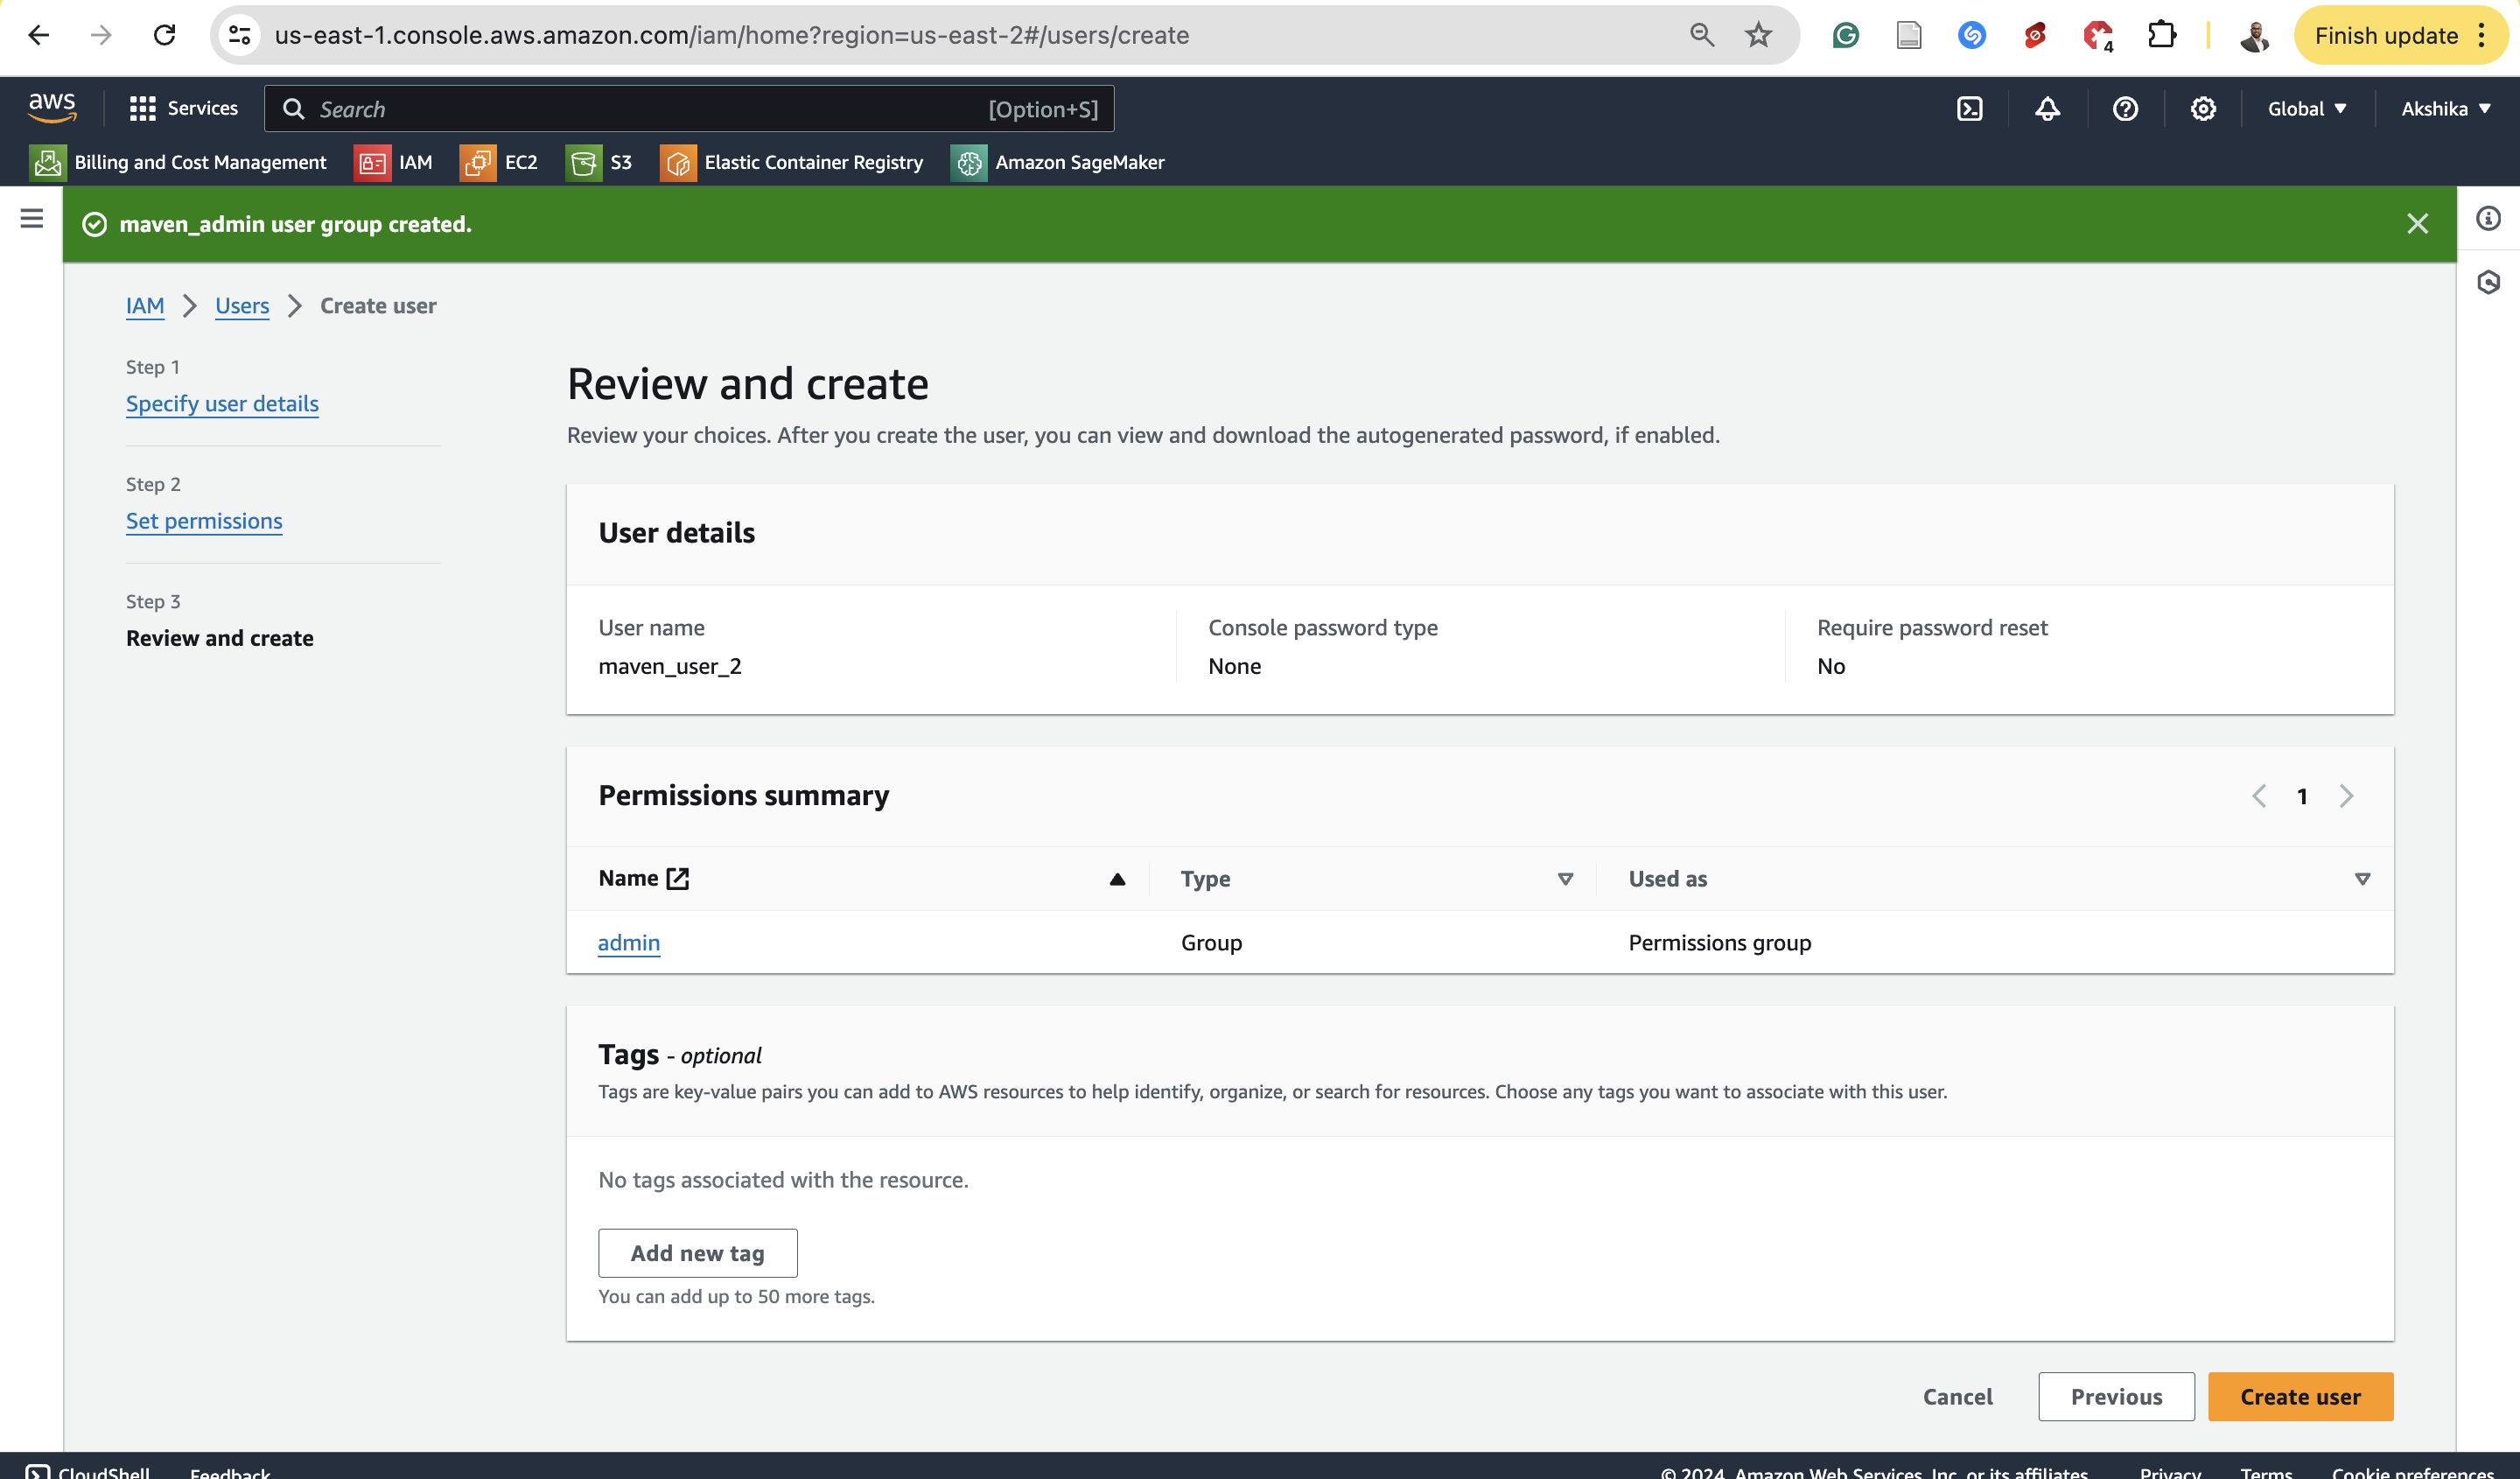 us-east-1.console.aws.amazon.com/iam/home?region=us-east-2#/users/create
4
Finish update
aws
Services
Search
[Option+S]
Global
Akshika
Billing and Cost Management
IAM
EC2
S3
Elastic Container Registry
Amazon SageMaker
maven_admin user group created.
IAM
Users
Create user
Step 1
Specify user details
Step 2
Set permissions
Step 3
Review and create
Review and create
Review your choices. After you create the user, you can view and download the autogenerated password, if enabled.
User details
User name
maven_user_2
Console password type
None
Require password reset
No
Permissions summary
1
Name
Type
Used as
admin
Group
Permissions group
Tags - optional
Tags are key-value pairs you can add to AWS resources to help identify, organize, or search for resources. Choose any tags you want to associate with this user.
No tags associated with the resource.
Add new tag
You can add up to 50 more tags.
Cancel
Previous
Create user
CloudShell
Feedback
© 2024, Amazon Web Services, Inc. or its affiliates.
Privacy
Terms
Cookie preferences